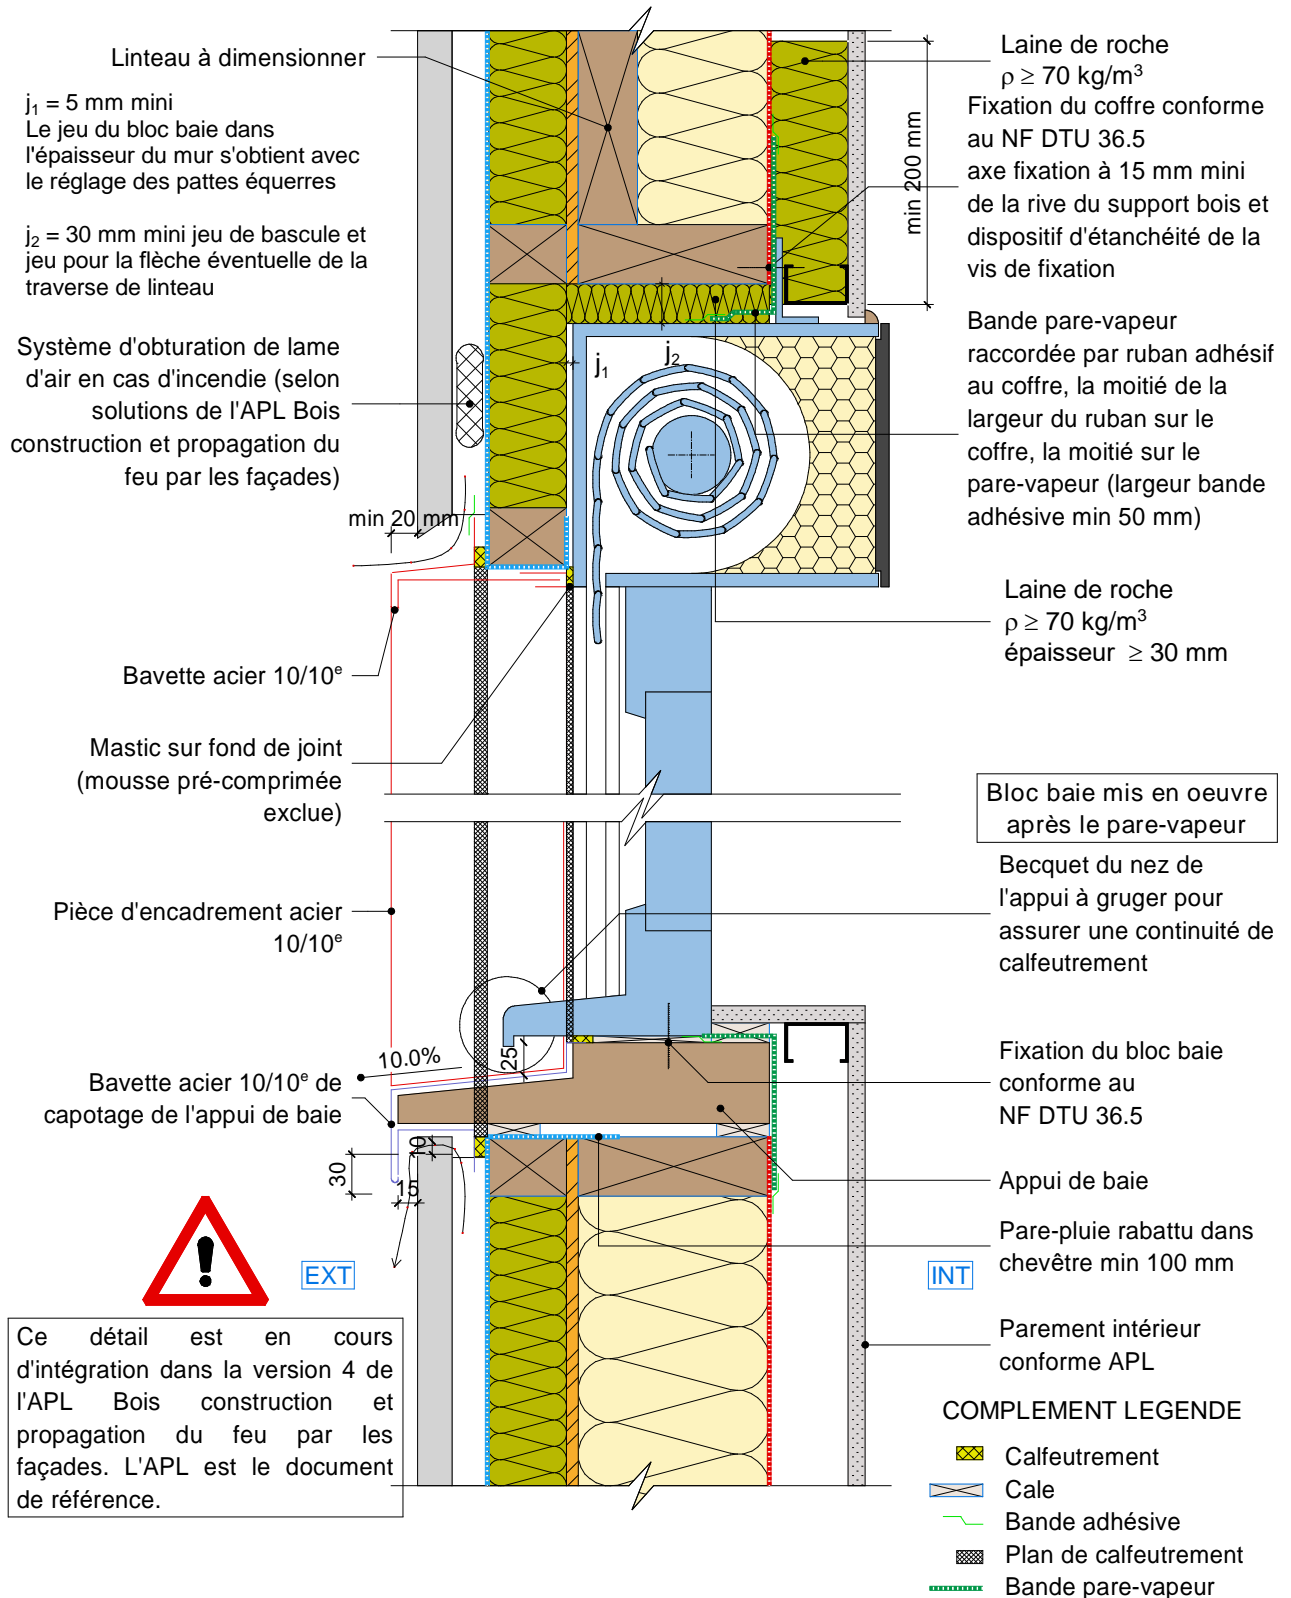 Linteau à dimensionner
j₁ = 5 mm mini
Le jeu du bloc baie dans
l'épaisseur du mur s'obtient avec
le réglage des pattes équerres
j₂ = 30 mm mini jeu de bascule et
jeu pour la flèche éventuelle de la
traverse de linteau
Système d'obturation de lame
d'air en cas d'incendie (selon
solutions de l'APL Bois
construction et propagation du
feu par les façades)
min 20 mm
Bavette acier 10/10ᵉ
Mastic sur fond de joint
(mousse pré-comprimée
exclue)
Pièce d'encadrement acier
10/10ᵉ
10.0%
Bavette acier 10/10ᵉ de
capotage de l'appui de baie
25
10
30
15
j₁
j₂
min 200 mm
Laine de roche
ρ ≥ 70 kg/m³
Fixation du coffre conforme
au NF DTU 36.5
axe fixation à 15 mm mini
de la rive du support bois et
dispositif d'étanchéité de la
vis de fixation
Bande pare-vapeur
raccordée par ruban adhésif
au coffre, la moitié de la
largeur du ruban sur le
coffre, la moitié sur le
pare-vapeur (largeur bande
adhésive min 50 mm)
Laine de roche
ρ ≥ 70 kg/m³
épaisseur ≥ 30 mm
Bloc baie mis en oeuvre
après le pare-vapeur
Becquet du nez de
l'appui à gruger pour
assurer une continuité de
calfeutrement
Fixation du bloc baie
conforme au
NF DTU 36.5
Appui de baie
Pare-pluie rabattu dans
chevêtre min 100 mm
EXT
INT
Parement intérieur
conforme APL
Ce détail est en cours
d'intégration dans la version 4 de
l'APL Bois construction et
propagation du feu par les
façades. L'APL est le document
de référence.
COMPLEMENT LEGENDE
Calfeutrement
Cale
Bande adhésive
Plan de calfeutrement
Bande pare-vapeur